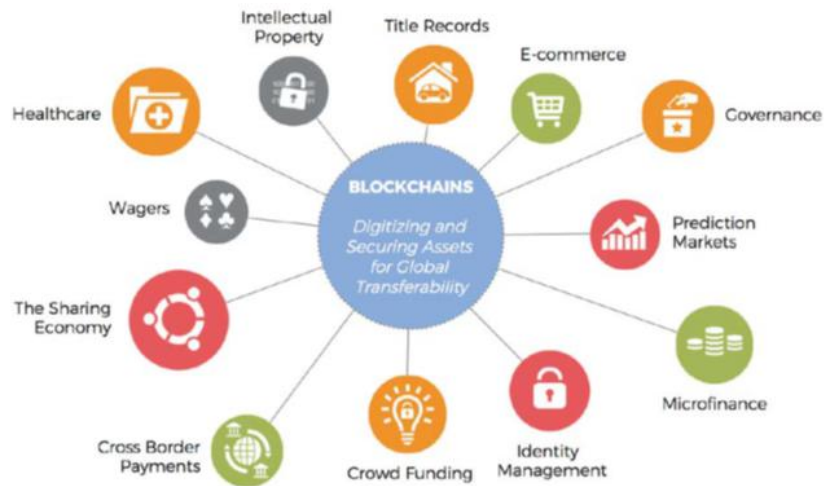 Intellectual
Property
Title Records
E-commerce
Healthcare
Governance
BLOCKCHAINS
Digitizing and
Securing Assets
for Global
Transferability
Wagers
Prediction
Markets
The Sharing
Economy
Microfinance
Cross Border
Payments
Crowd Funding
Identity
Management